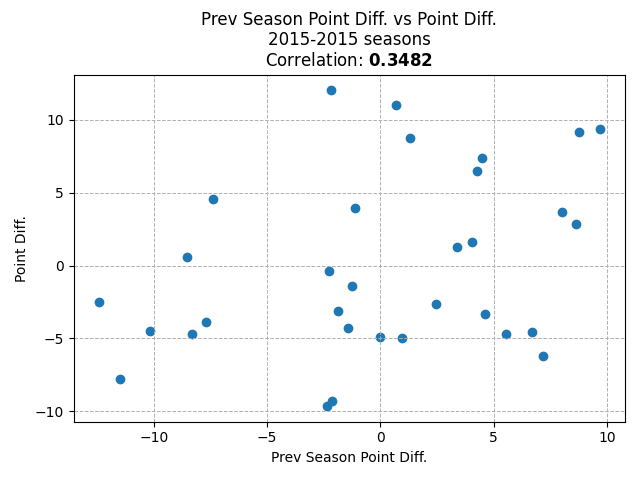 Prev Season Point Diff. vs Point Diff.
2015-2015 seasons
Correlation: 0.3482
Point Diff.
10
5
0
−5
−10
−10
−5
0
5
10
Prev Season Point Diff.